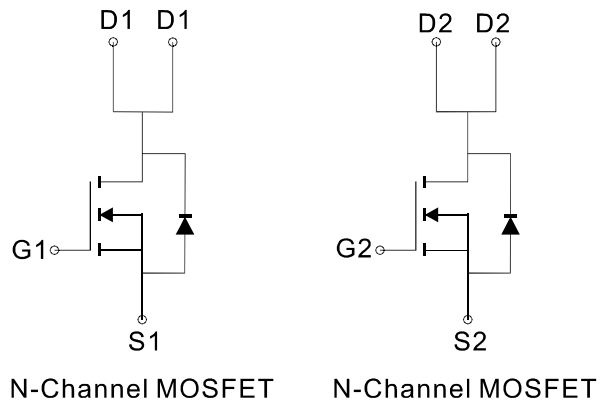 D1 D1 D2 D2
G1 G2
S1 S2
N-Channel MOSFET N-Channel MOSFET